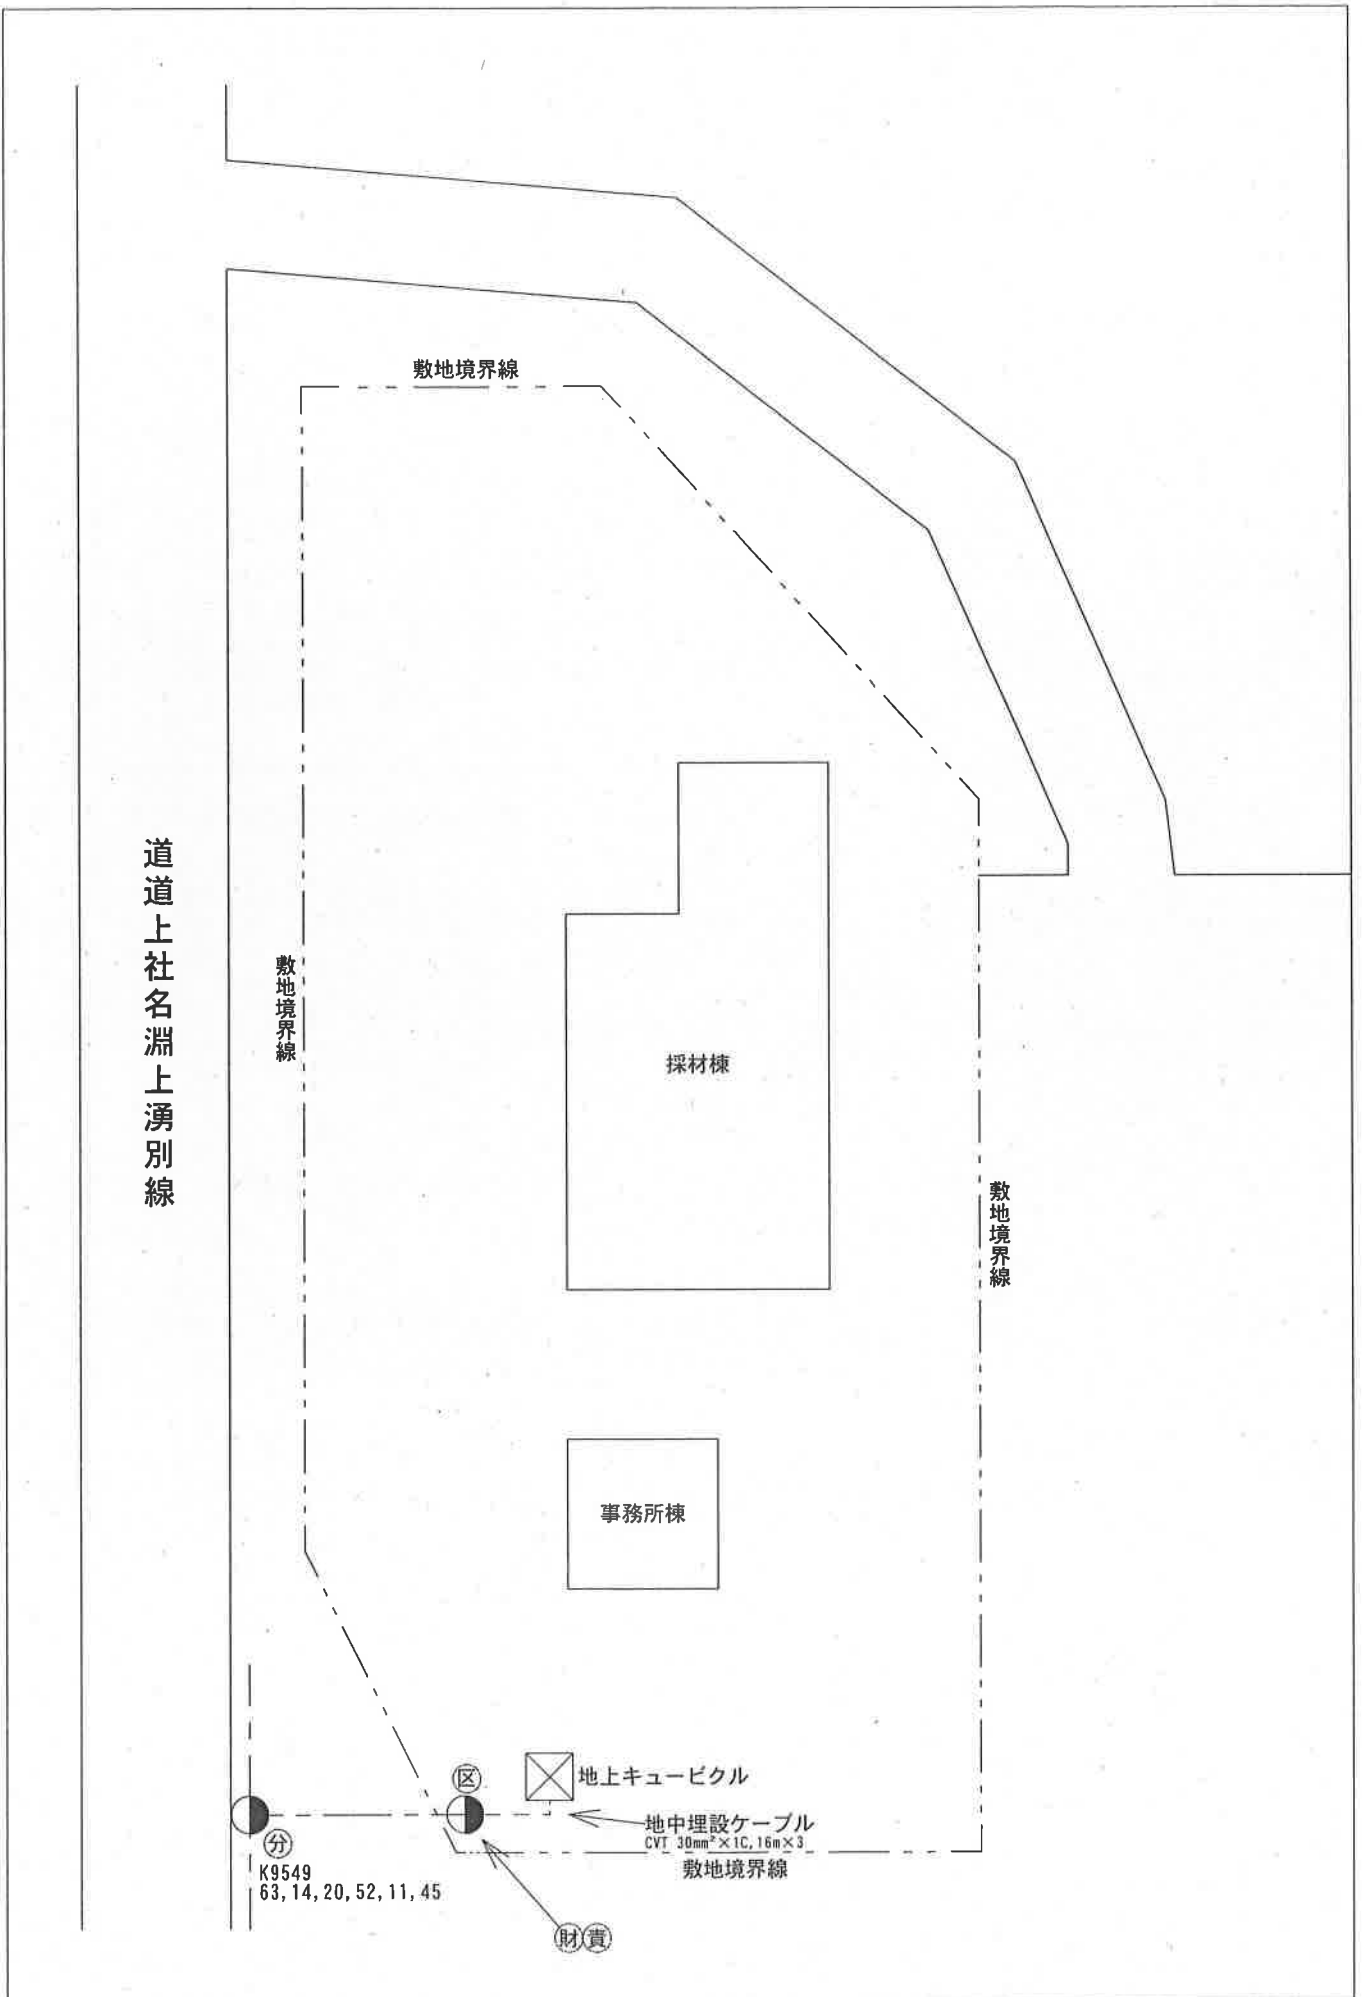 敷地境界線
道道上社名淵上湧別線
敷地境界線
採材棟
敷地境界線
事務所棟
区
地上キュービクル
地中埋設ケーブル
CVT 30mm²×1C,16m×3
分
敷地境界線
K9549
63,14,20,52,11,45
財責